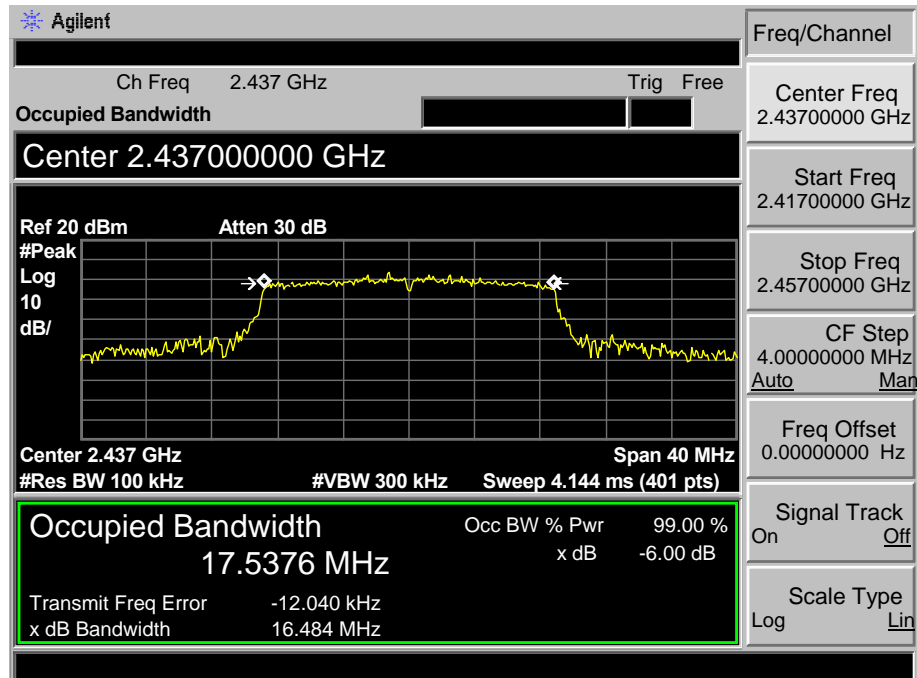 Agilent
Freq/Channel
Ch Freq 2.437 GHz Trig Free
Occupied Bandwidth
Center Freq
2.43700000 GHz
Center 2.437000000 GHz
Start Freq
2.41700000 GHz
Ref 20 dBm Atten 30 dB
#Peak
Log
10
dB/
Stop Freq
2.45700000 GHz
CF Step
4.00000000 MHz
Auto Man
Freq Offset
0.00000000 Hz
Center 2.437 GHz Span 40 MHz
#Res BW 100 kHz #VBW 300 kHz Sweep 4.144 ms (401 pts)
Occupied Bandwidth Occ BW % Pwr 99.00 %
17.5376 MHz x dB -6.00 dB
Transmit Freq Error -12.040 kHz
x dB Bandwidth 16.484 MHz
Signal Track
On Off
Scale Type
Log Lin